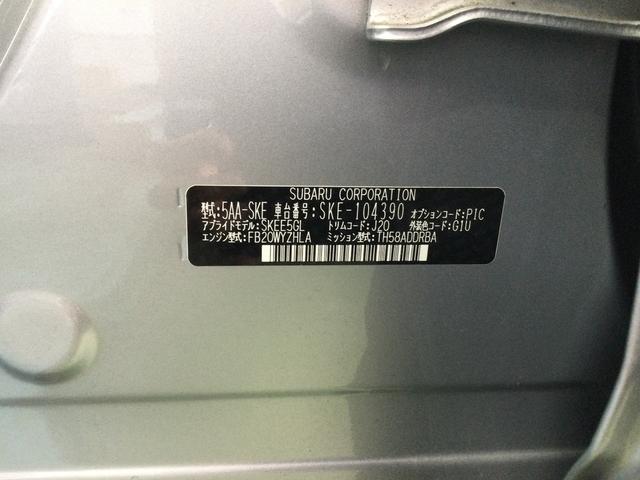 SUBARU CORPORATION
型式:5AA-SKE 車台番号:SKE-104390 オプションコード:PIC
アプライドモデル:SKEE5GL トリムコード:J20 外装色コード:G1U
エンジン型式:FB20WYZHLA ミッション型式:TH58ADDRBA